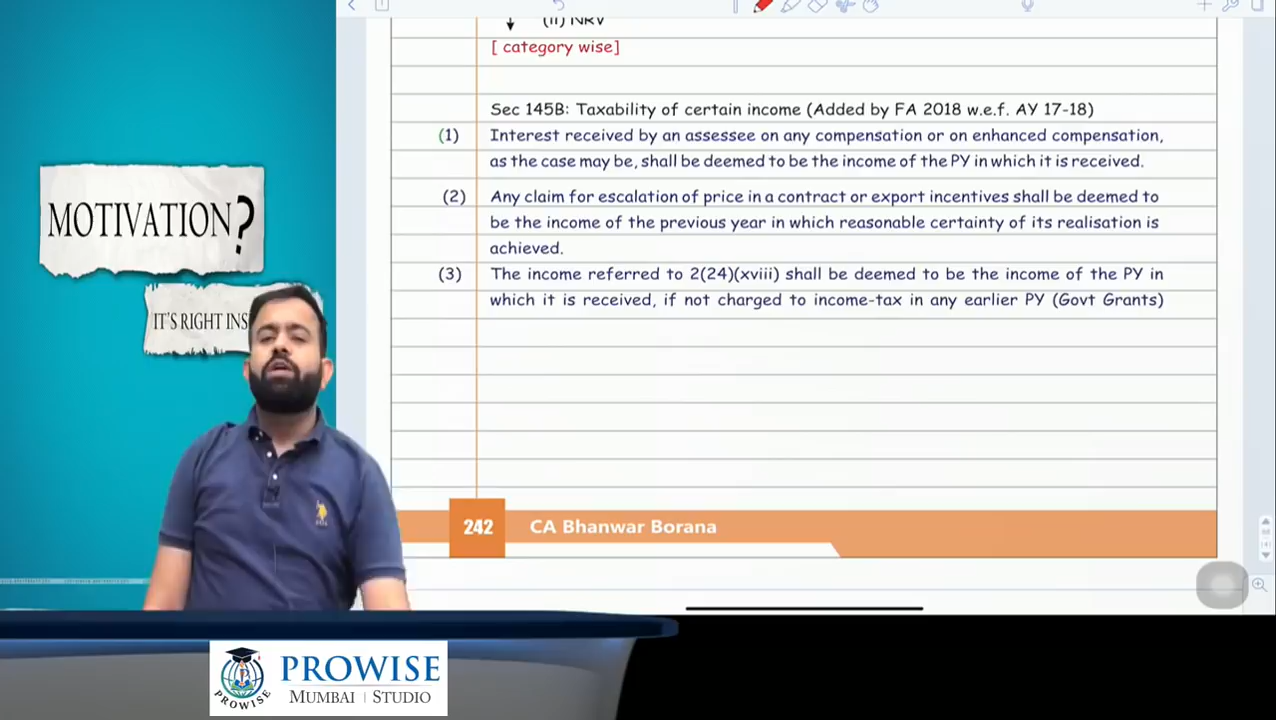 (ii) NRV
[ category wise]
Sec 145B: Taxability of certain income (Added by FA 2018 w.e.f. AY 17-18)
(1) Interest received by an assessee on any compensation or on enhanced compensation,
as the case may be, shall be deemed to be the income of the PY in which it is received.
(2) Any claim for escalation of price in a contract or export incentives shall be deemed to
be the income of the previous year in which reasonable certainty of its realisation is
achieved.
(3) The income referred to 2(24)(xviii) shall be deemed to be the income of the PY in
which it is received, if not charged to income-tax in any earlier PY (Govt Grants)
242 CA Bhanwar Borana
MOTIVATION?
IT'S RIGHT INS
PROWISE
MUMBAI | STUDIO
PROWISE